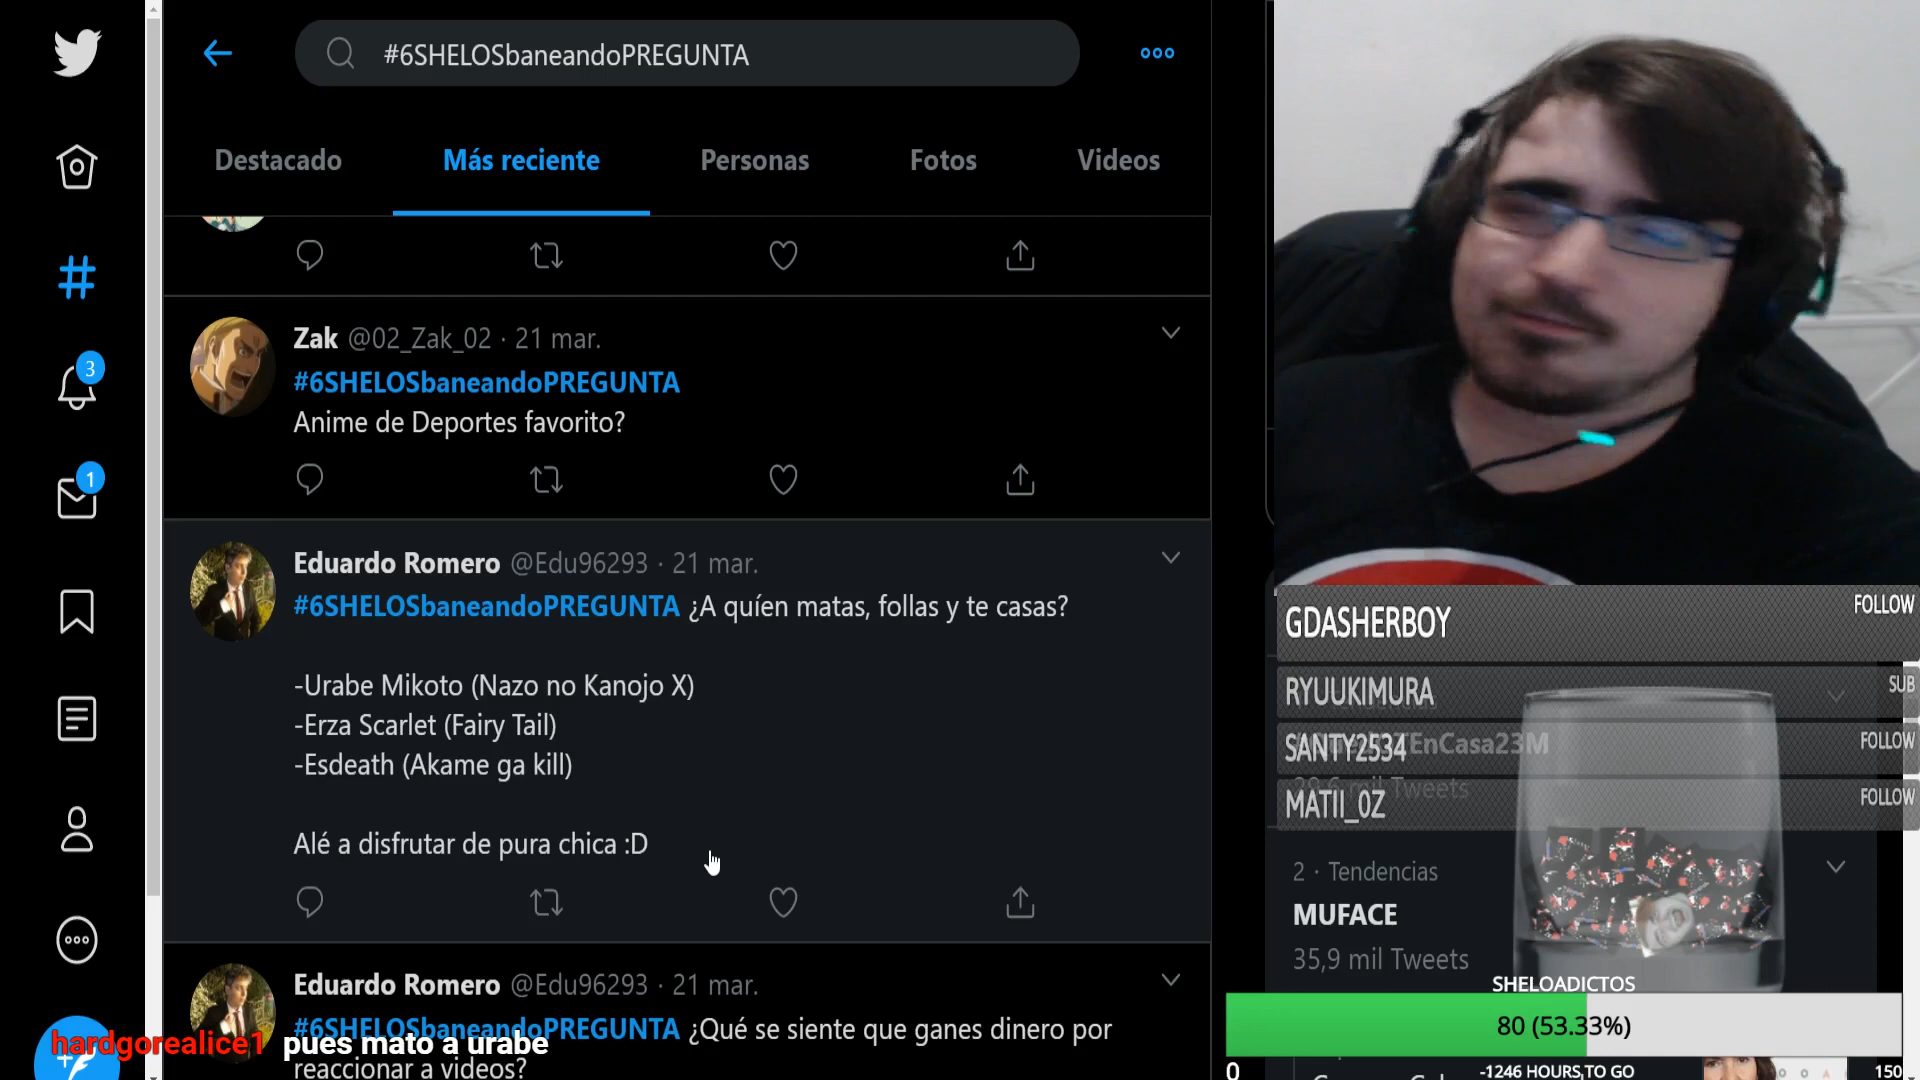 #6SHELOSbaneandoPREGUNTA
Destacado
Más reciente
Personas
Fotos
Videos
Zak @02_Zak_02 · 21 mar.
#6SHELOSbaneandoPREGUNTA
Anime de Deportes favorito?
3
1
Eduardo Romero @Edu96293 · 21 mar.
#6SHELOSbaneandoPREGUNTA ¿A quíen matas, follas y te casas?
-Urabe Mikoto (Nazo no Kanojo X)
-Erza Scarlet (Fairy Tail)
-Esdeath (Akame ga kill)
Alé a disfrutar de pura chica :D
Eduardo Romero @Edu96293 · 21 mar.
#6SHELOSbaneandoPREGUNTA ¿Qué se siente que ganes dinero por
reaccionar a videos?
hardgorealice1 pues mato a urabe
GDASHERBOY FOLLOW
RYUUKIMURA SUB
SANTY2534 FOLLOW
MATII_0Z FOLLOW
2 · Tendencias
MUFACE
35,9 mil Tweets
SHELOADICTOS
80 (53.33%)
0 -1246 HOURS TO GO 150